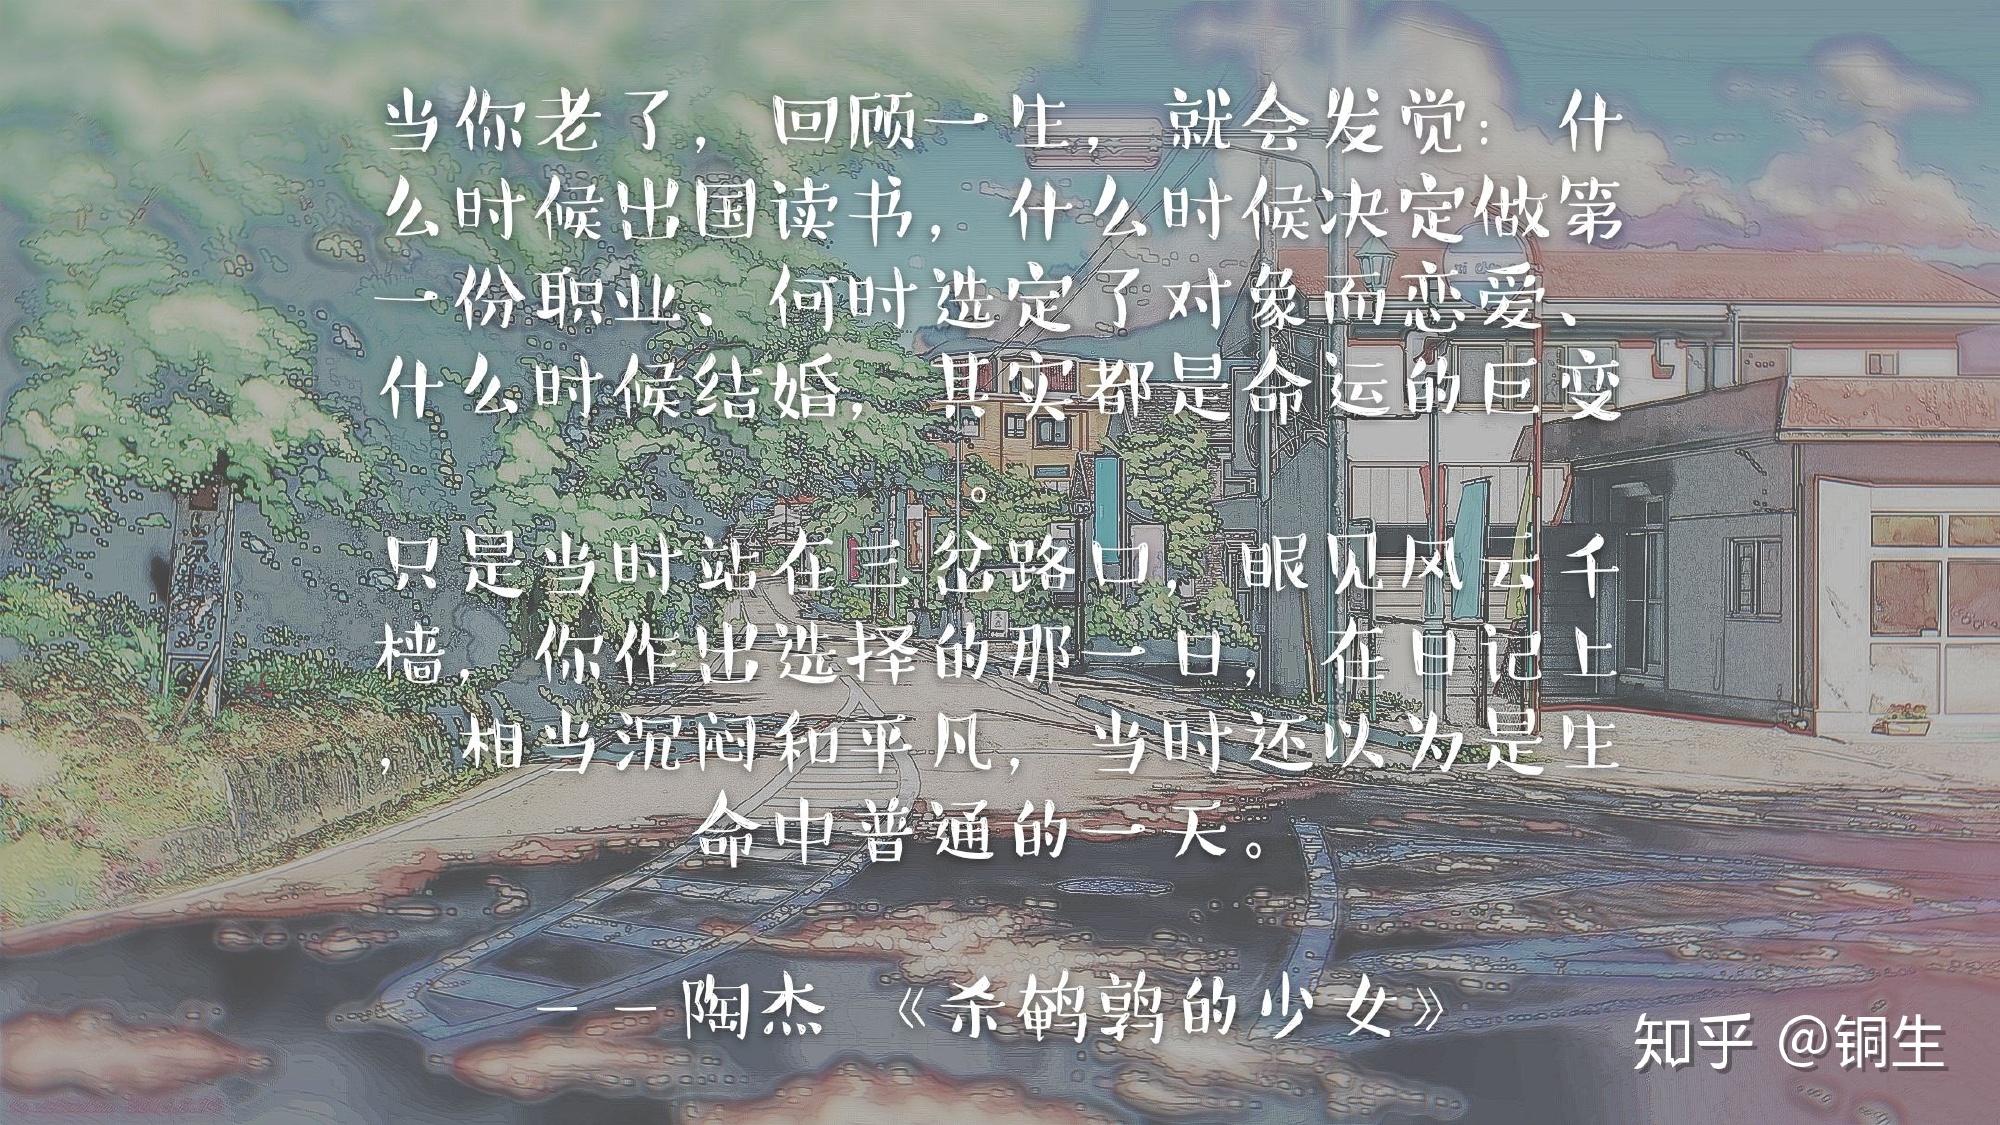 当你老了，回顾一生，就会发觉：什
么时候出国读书，什么时候决定做第
一份职业、何时选定了对象而恋爱、
什么时候结婚，其实都是命运的巨变
。
只是当时站在三岔路口，眼见风云千
樯，你作出选择的那一日，在日记上
，相当沉闷和平凡，当时还以为是生
命中普通的一天。
－－陶杰 《杀鹌鹑的少女》
知乎 @铜生